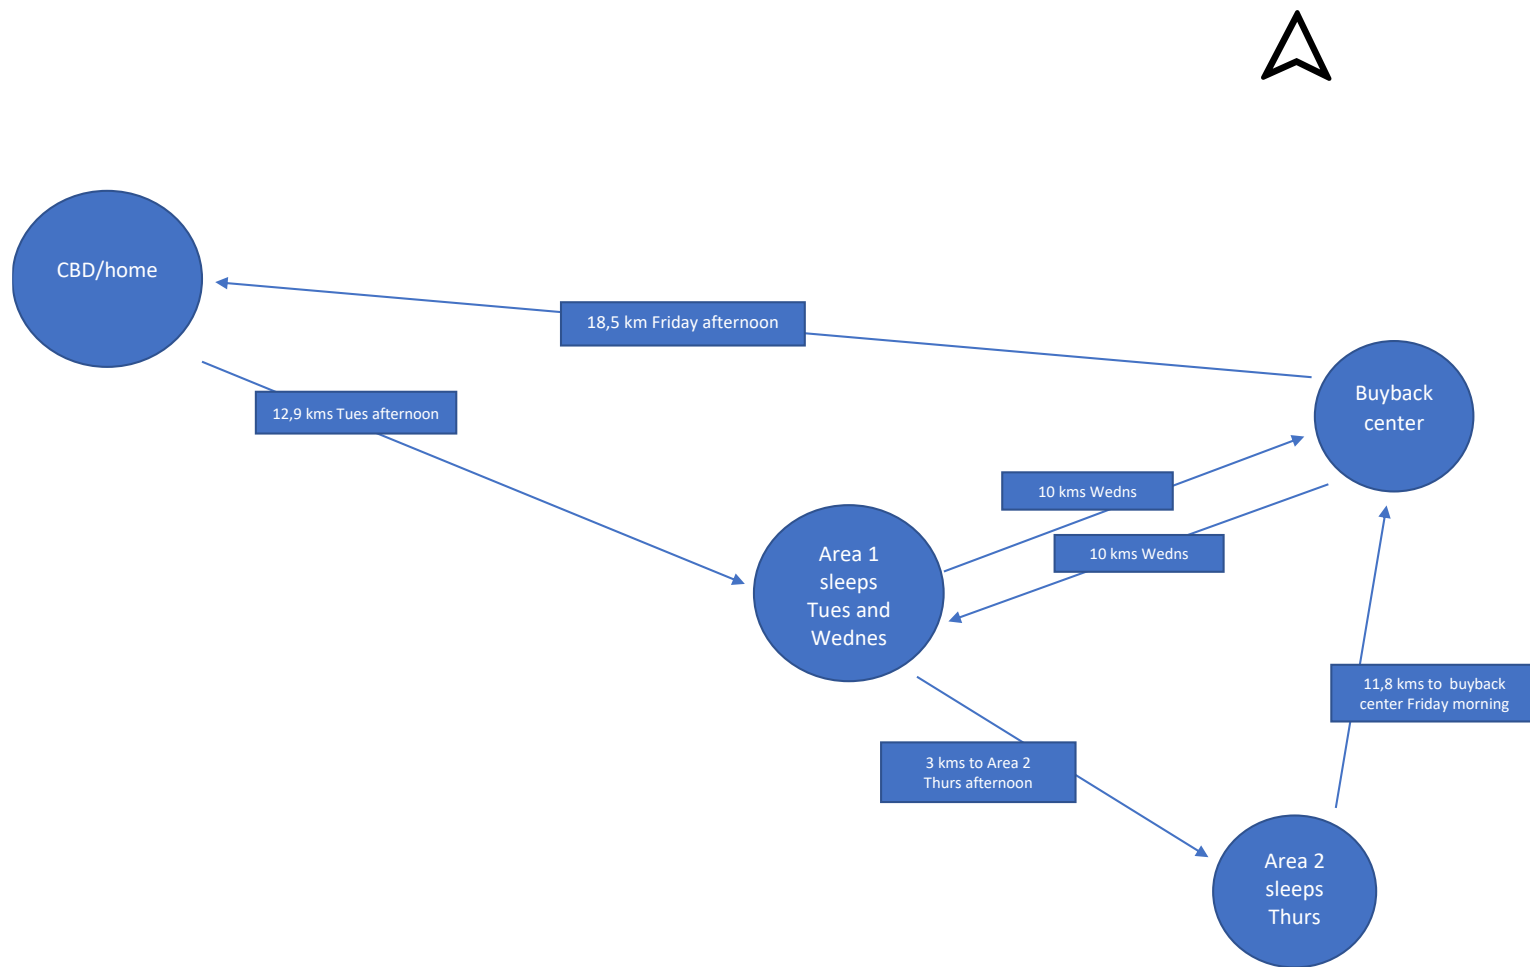 CBD/home
18,5 km Friday afternoon
12,9 kms Tues afternoon
Buyback
center
10 kms Wedns
10 kms Wedns
Area 1
sleeps
Tues and
Wednes
11,8 kms to  buyback
center Friday morning
3 kms to Area 2
Thurs afternoon
Area 2
sleeps
Thurs